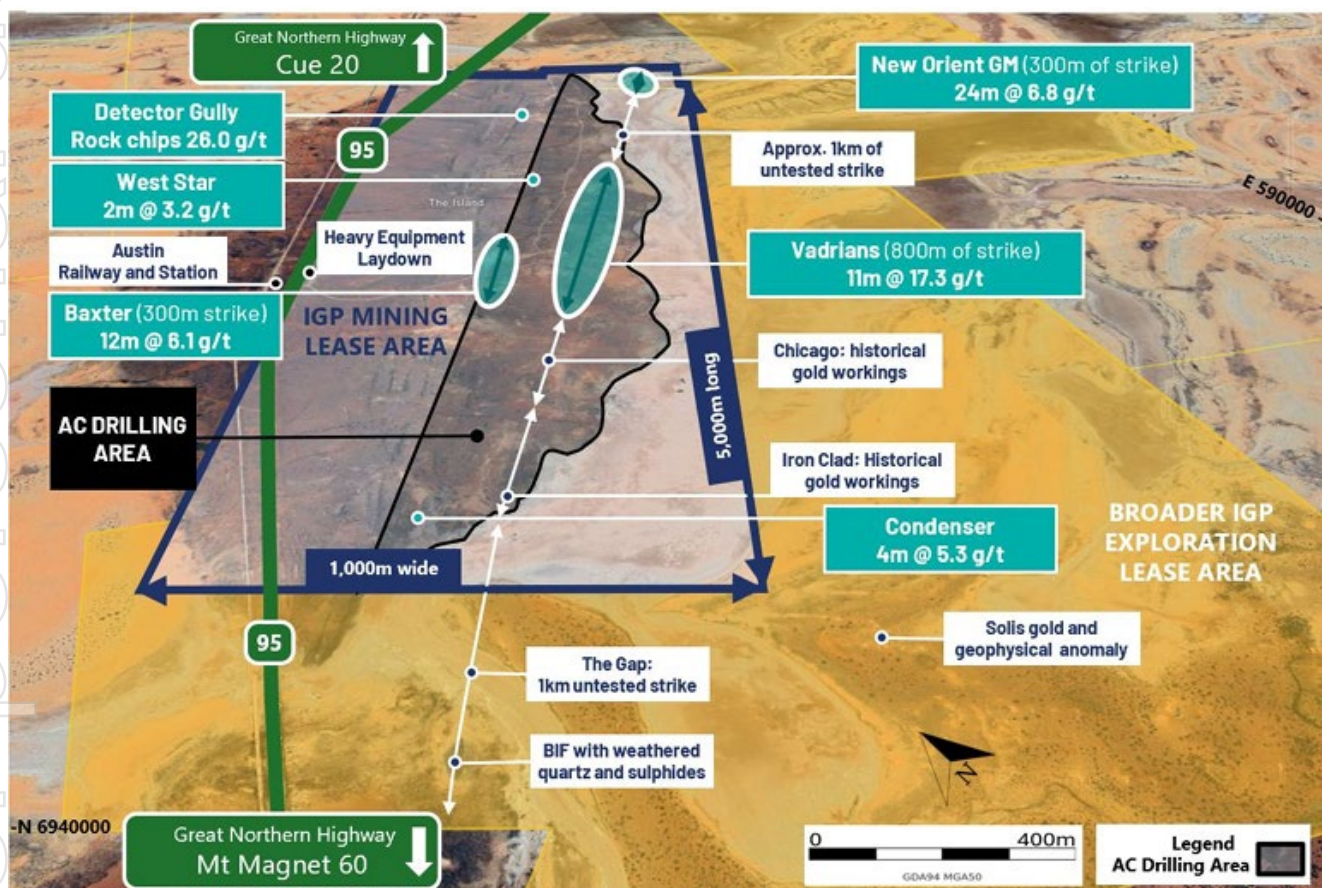 Great Northern Highway
Cue 20
New Orient GM (300m of strike)
24m @ 6.8 g/t
Detector Gully
Rock chips 26.0 g/t
95
Approx. 1km of
untested strike
E 590000 -
West Star
2m @ 3.2 g/t
The Island
Austin
Railway and Station
Heavy Equipment
Laydown
Vadrians (800m of strike)
11m @ 17.3 g/t
Baxter (300m strike)
12m @ 6.1 g/t
IGP MINING
LEASE AREA
Chicago: historical
gold workings
5,000m long
AC DRILLING
AREA
Iron Clad: Historical
gold workings
Condenser
4m @ 5.3 g/t
BROADER IGP
EXPLORATION
LEASE AREA
1,000m wide
95
Solis gold and
geophysical anomaly
The Gap:
1km untested strike
BIF with weathered
quartz and sulphides
N
-N 6940000
Great Northern Highway
Mt Magnet 60
0 400m
GDA94 MGA50
Legend
AC Drilling Area